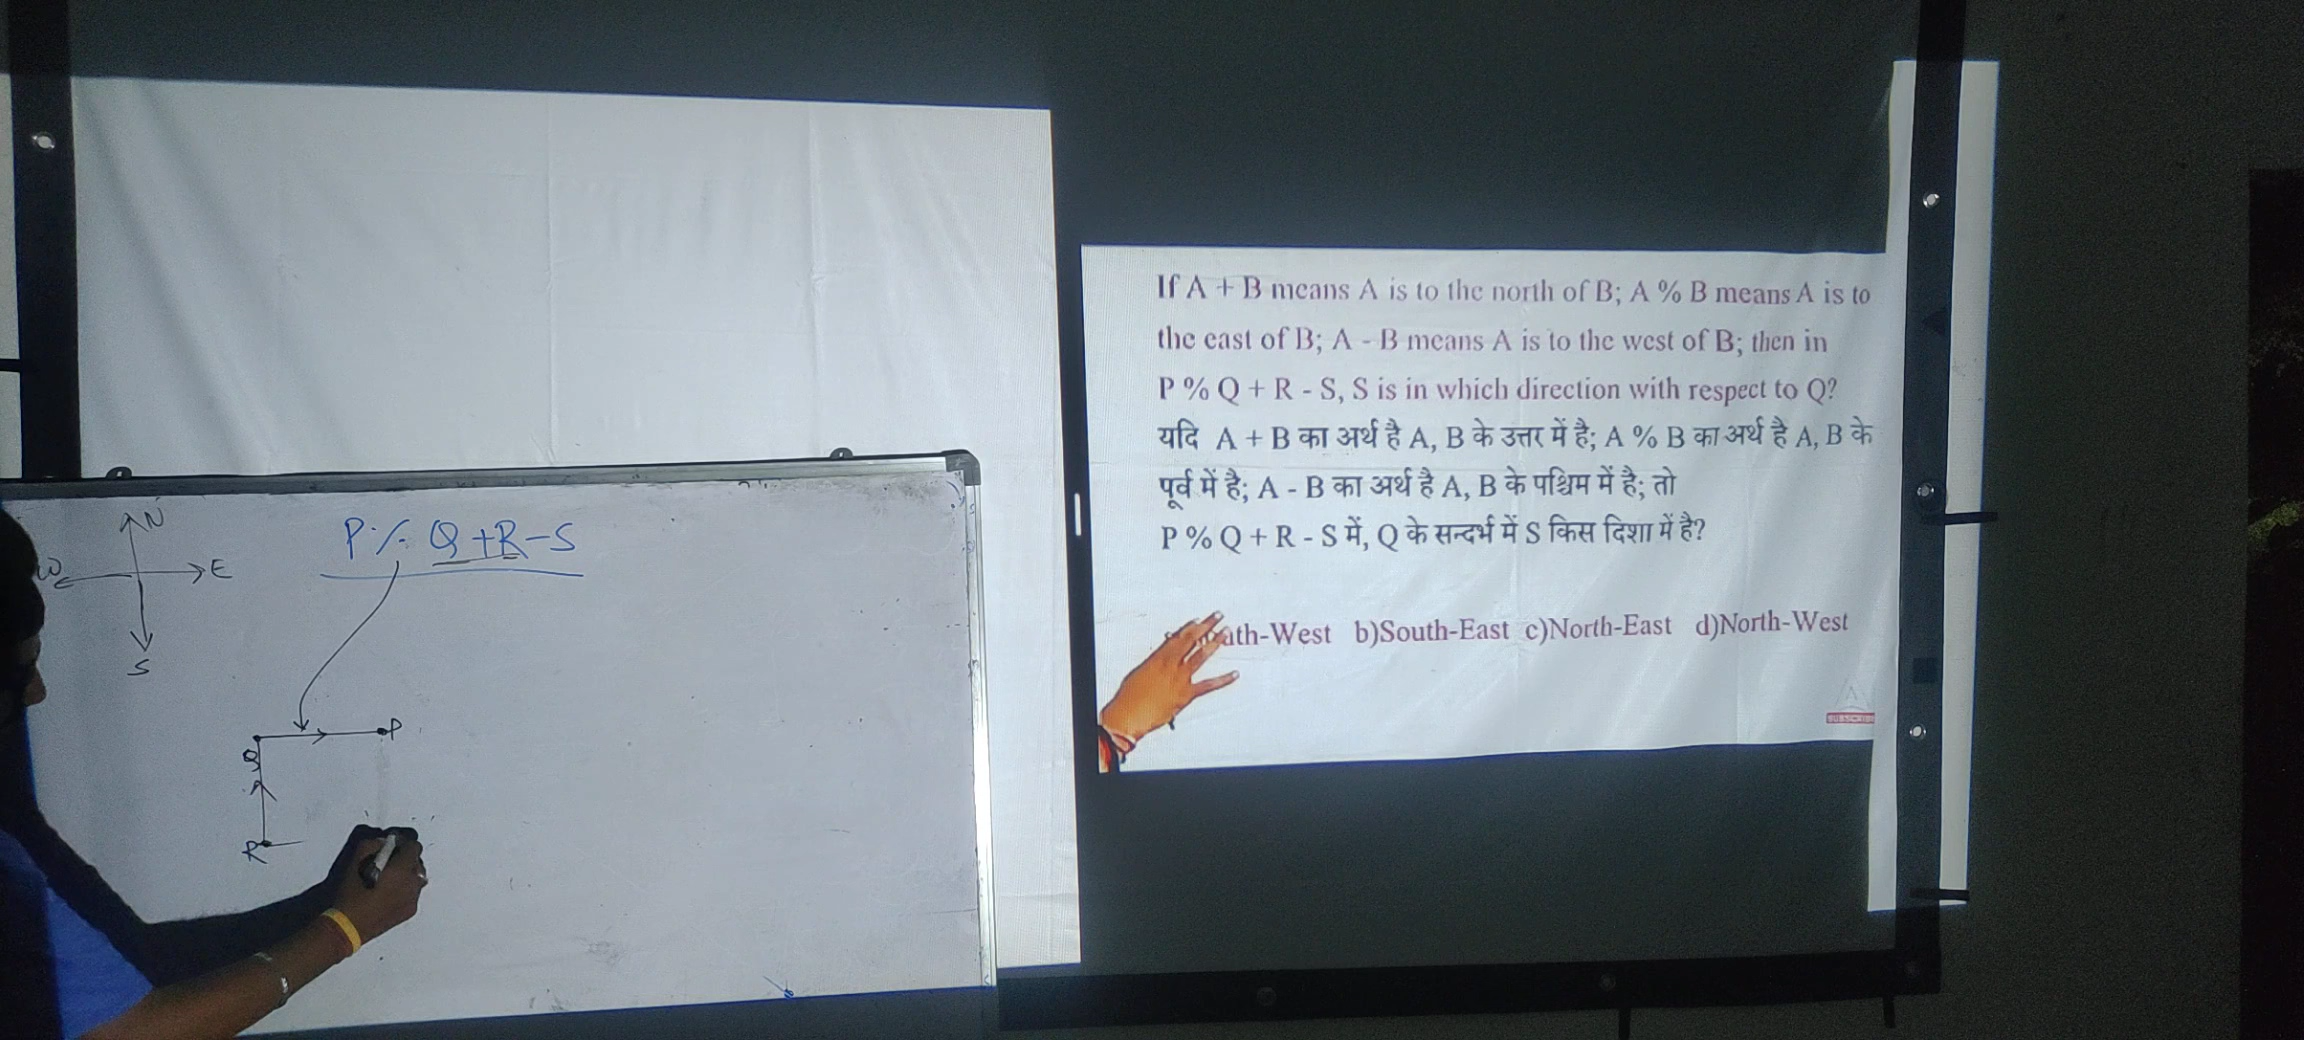 N
W E
S
P % Q + R - S
P
Q
R
If A + B means A is to the north of B; A % B means A is to
the east of B; A - B means A is to the west of B; then in
P % Q + R - S, S is in which direction with respect to Q?
यदि A + B का अर्थ है A, B के उत्तर में है; A % B का अर्थ है A, B के
पूर्व में है; A - B का अर्थ है A, B के पश्चिम में है; तो
P % Q + R - S में, Q के सन्दर्भ में S किस दिशा में है?
-West b)South-East c)North-East d)North-West
SUBSCRIBE